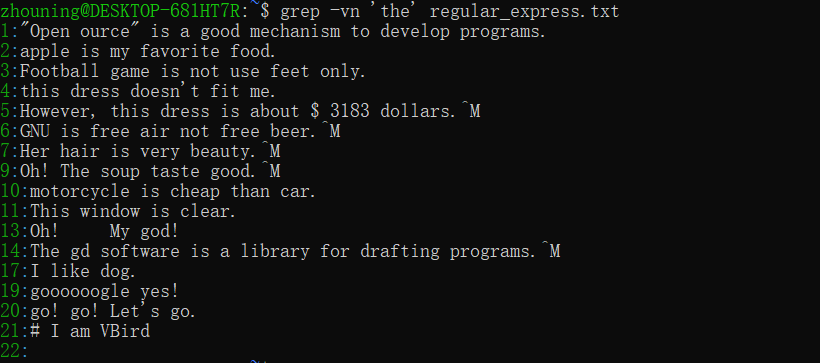 zhouning@DESKTOP-681HT7R:~$ grep -vn 'the' regular_express.txt
1:"Open ource" is a good mechanism to develop programs.
2:apple is my favorite food.
3:Football game is not use feet only.
4:this dress doesn't fit me.
5:However, this dress is about $ 3183 dollars.^M
6:GNU is free air not free beer.^M
7:Her hair is very beauty.^M
9:Oh! The soup taste good.^M
10:motorcycle is cheap than car.
11:This window is clear.
13:Oh!     My god!
14:The gd software is a library for drafting programs.^M
17:I like dog.
19:goooooogle yes!
20:go! go! Let's go.
21:# I am VBird
22: